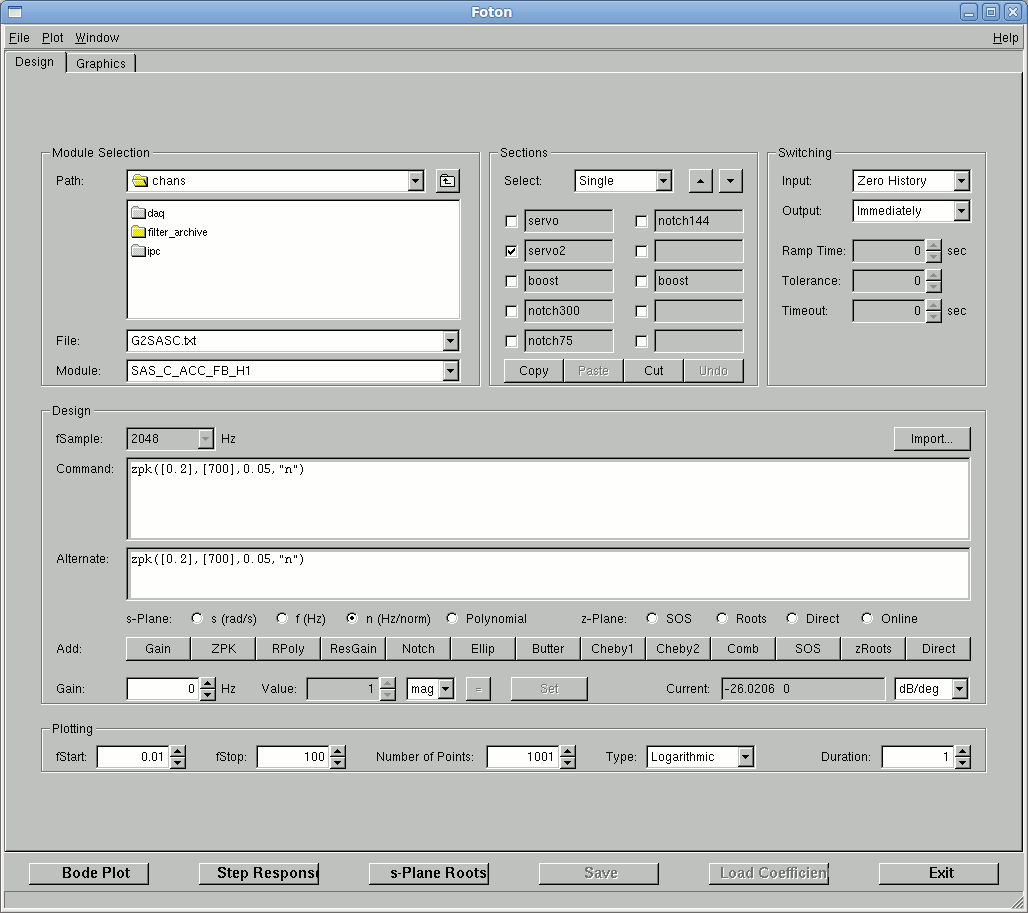 Foton
File Plot Window Help
Design Graphics
Module Selection
Path: chans
daq
filter_archive
ipc
File: G2SASC.txt
Module: SAS_C_ACC_FB_H1
Sections
Select: Single
servo notch144
servo2
boost boost
notch300
notch75
Copy Paste Cut Undo
Switching
Input: Zero History
Output: Immediately
Ramp Time: 0 sec
Tolerance: 0
Timeout: 0 sec
Design
fSample: 2048 Hz Import...
Command: zpk([0.2],[700],0.05,"n")
Alternate: zpk([0.2],[700],0.05,"n")
s-Plane: s (rad/s) f (Hz) n (Hz/norm) Polynomial z-Plane: SOS Roots Direct Online
Add: Gain ZPK RPoly ResGain Notch Ellip Butter Cheby1 Cheby2 Comb SOS zRoots Direct
Gain: 0 Hz Value: 1 mag = Set Current: -26.0206 0 dB/deg
Plotting
fStart: 0.01 fStop: 100 Number of Points: 1001 Type: Logarithmic Duration: 1
Bode Plot Step Respons s-Plane Roots Save Load Coefficien Exit